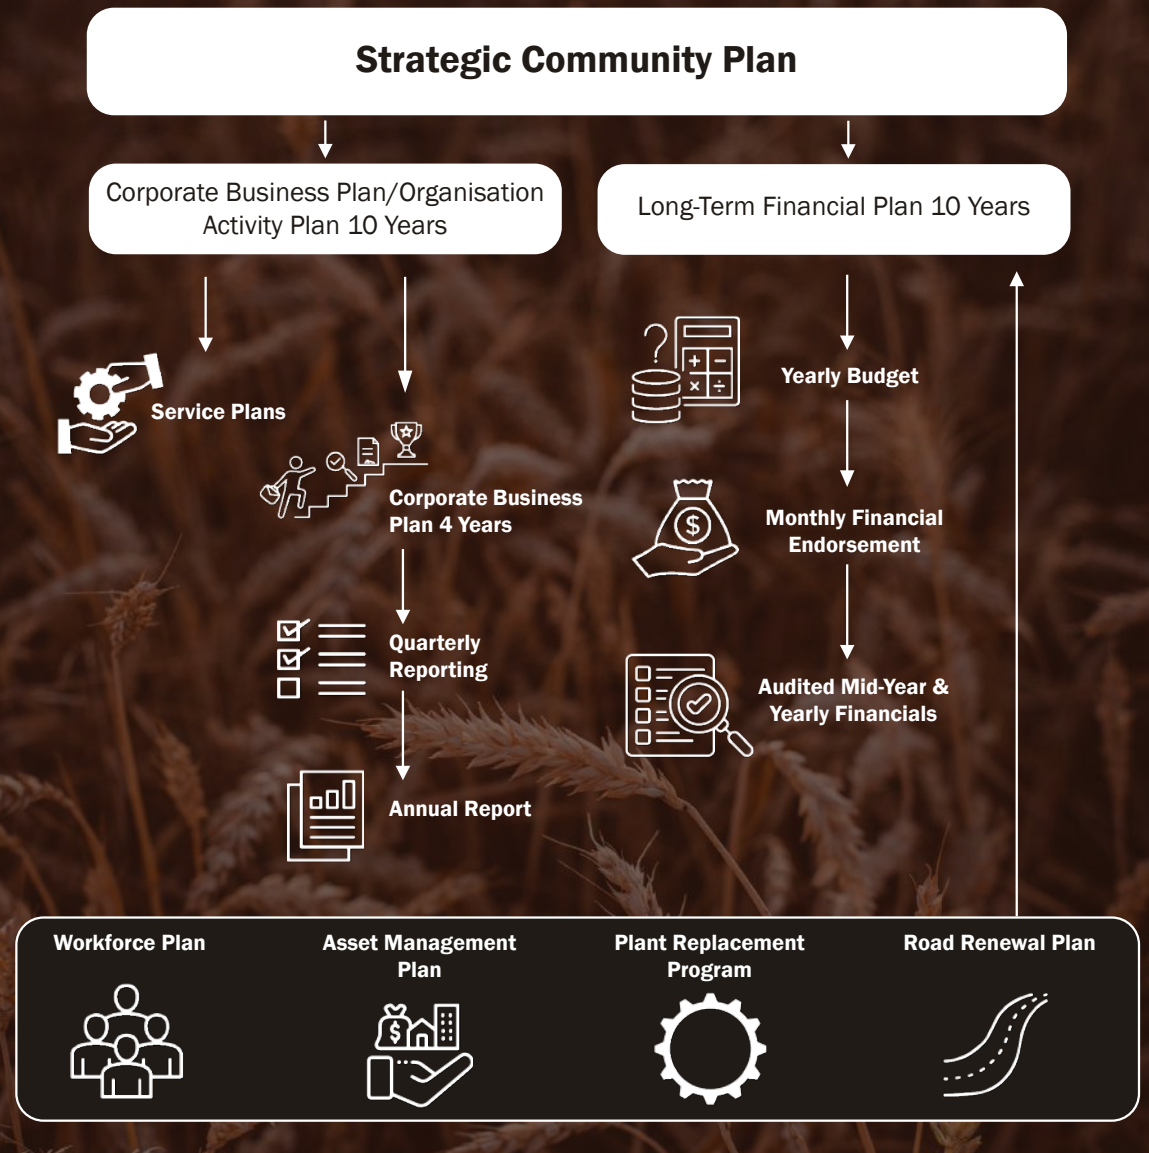 Strategic Community Plan
Corporate Business Plan/Organisation
Activity Plan 10 Years
Long-Term Financial Plan 10 Years
Service Plans
Corporate Business
Plan 4 Years
Quarterly
Reporting
Annual Report
Yearly Budget
Monthly Financial
Endorsement
Audited Mid-Year &
Yearly Financials
Workforce Plan
Asset Management
Plan
Plant Replacement
Program
Road Renewal Plan